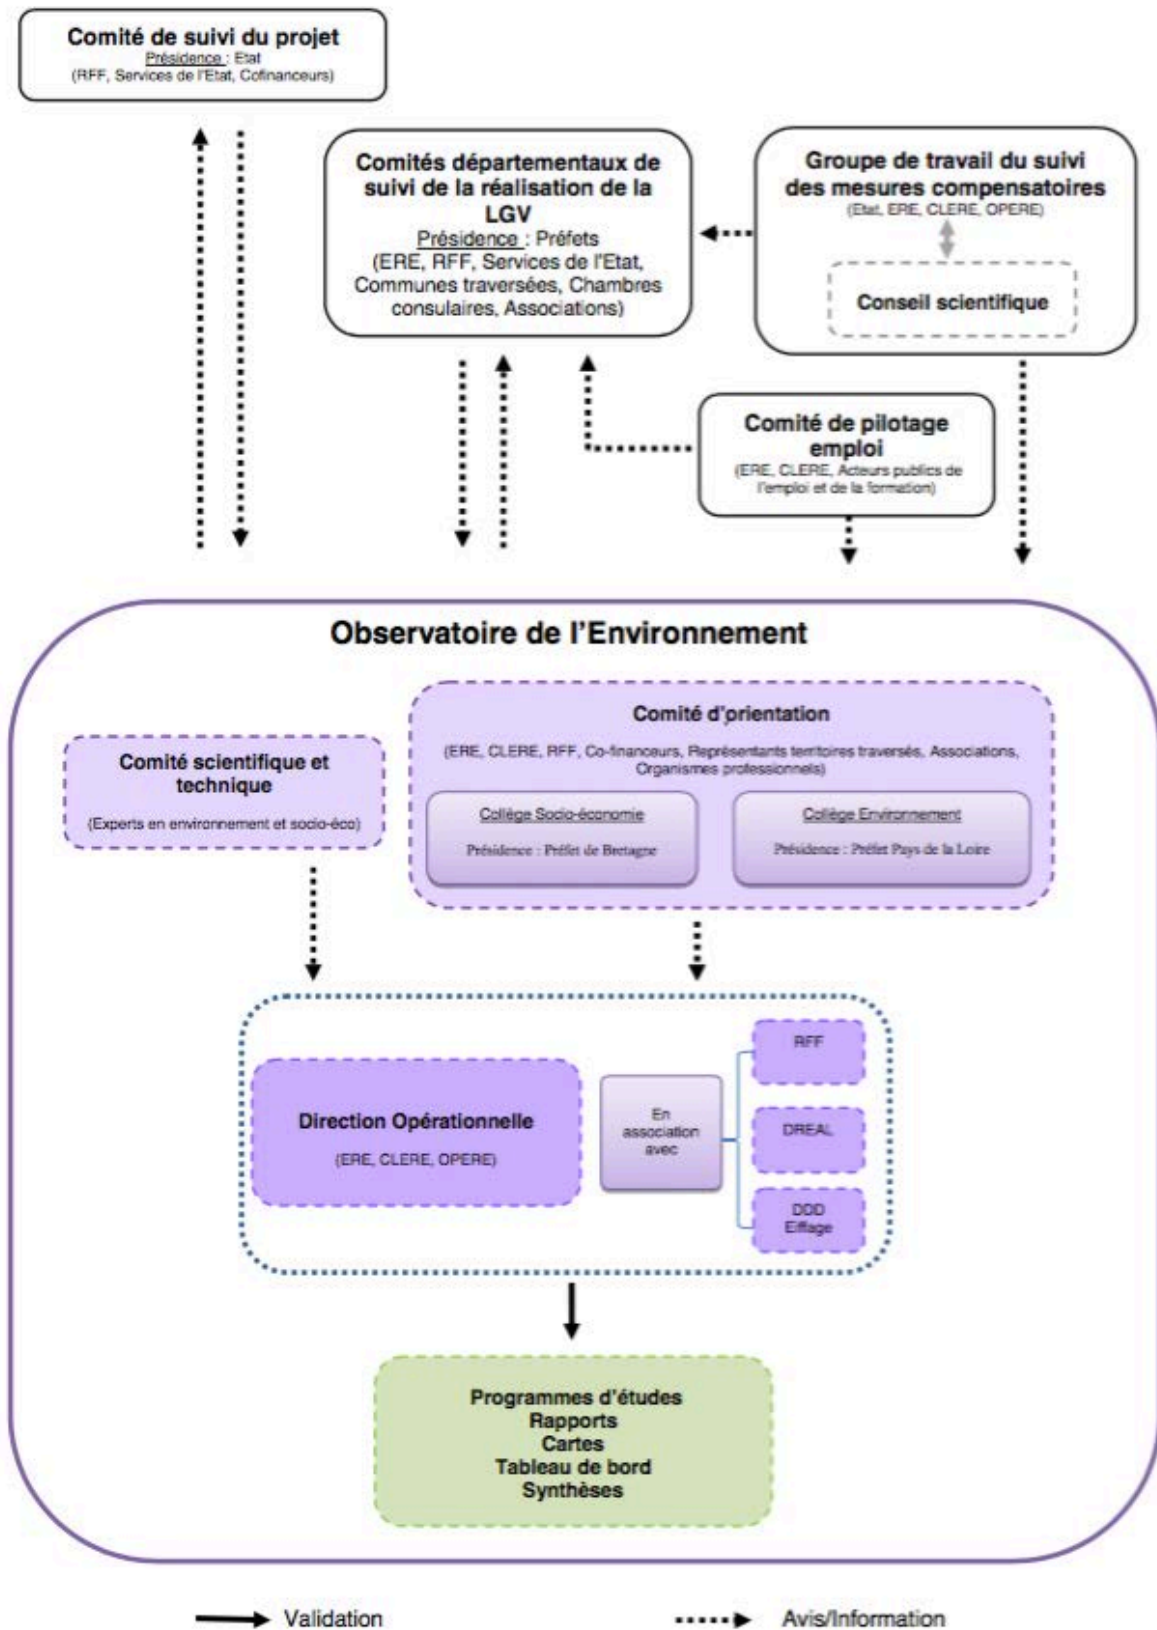 Comité de suivi du projet
Présidence : Etat
(RFF, Services de l'Etat, Cofinanceurs)
Comités départementaux de
suivi de la réalisation de la
LGV
Présidence : Préfets
(ERE, RFF, Services de l'Etat,
Communes traversées, Chambres
consulaires, Associations)
Groupe de travail du suivi
des mesures compensatoires
(Etat, ERE, CLERE, OPERE)
Conseil scientifique
Comité de pilotage
emploi
(ERE, CLERE, Acteurs publics de
l'emploi et de la formation)
Observatoire de l'Environnement
Comité scientifique et
technique
(Experts en environnement et socio-éco)
Comité d'orientation
(ERE, CLERE, RFF, Co-financeurs, Représentants territoires traversés, Associations,
Organismes professionnels)
Collège Socio-économie
Présidence : Préfet de Bretagne
Collège Environnement
Présidence : Préfet Pays de la Loire
Direction Opérationnelle
(ERE, CLERE, OPERE)
En
association
avec
RFF
DREAL
DDD
Eiffage
Programmes d'études
Rapports
Cartes
Tableau de bord
Synthèses
Validation
Avis/Information